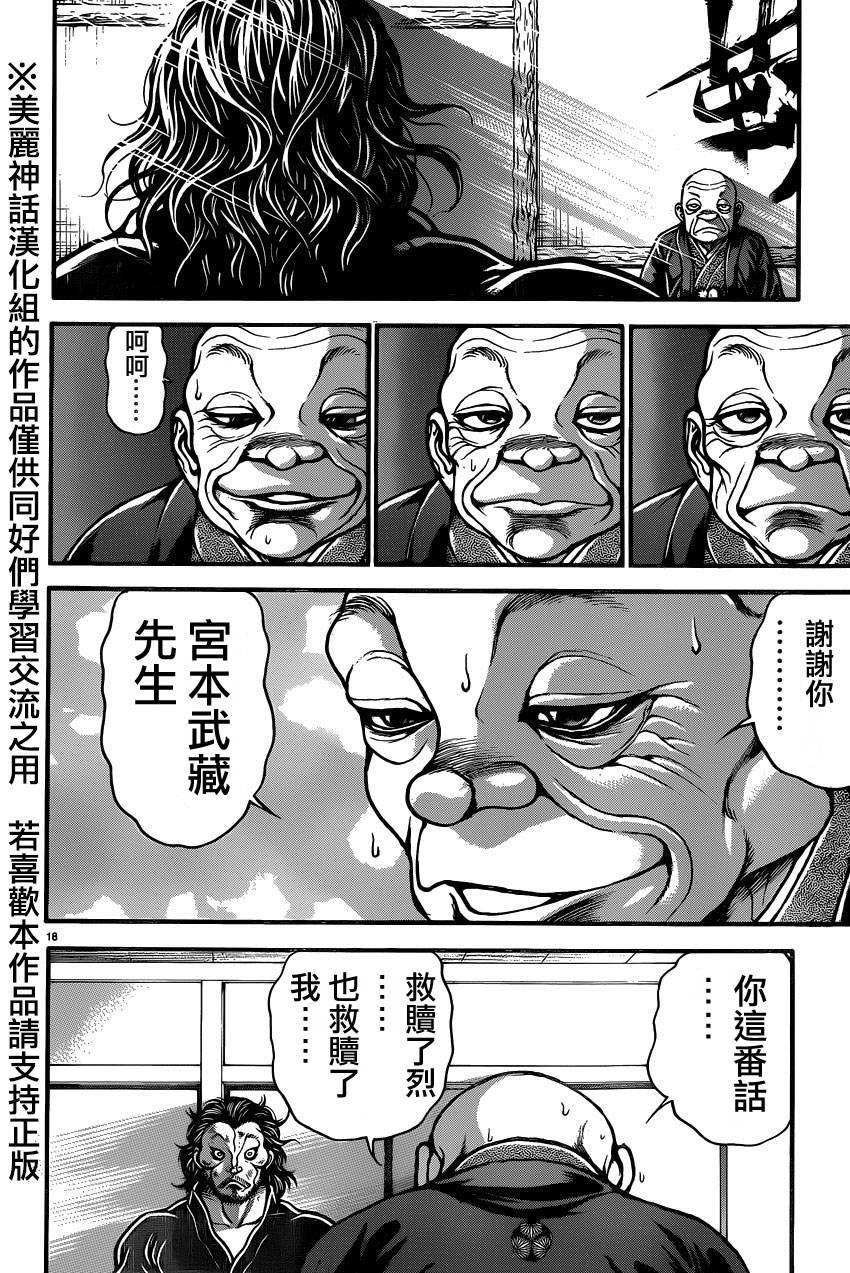 呵呵……
謝謝你
…………
宮本武藏
先生
你這番話
……
救贖了烈
……
也救贖了
我……
18
※美麗神話漢化組的作品僅供同好們學習交流之用　若喜歡本作品請支持正版